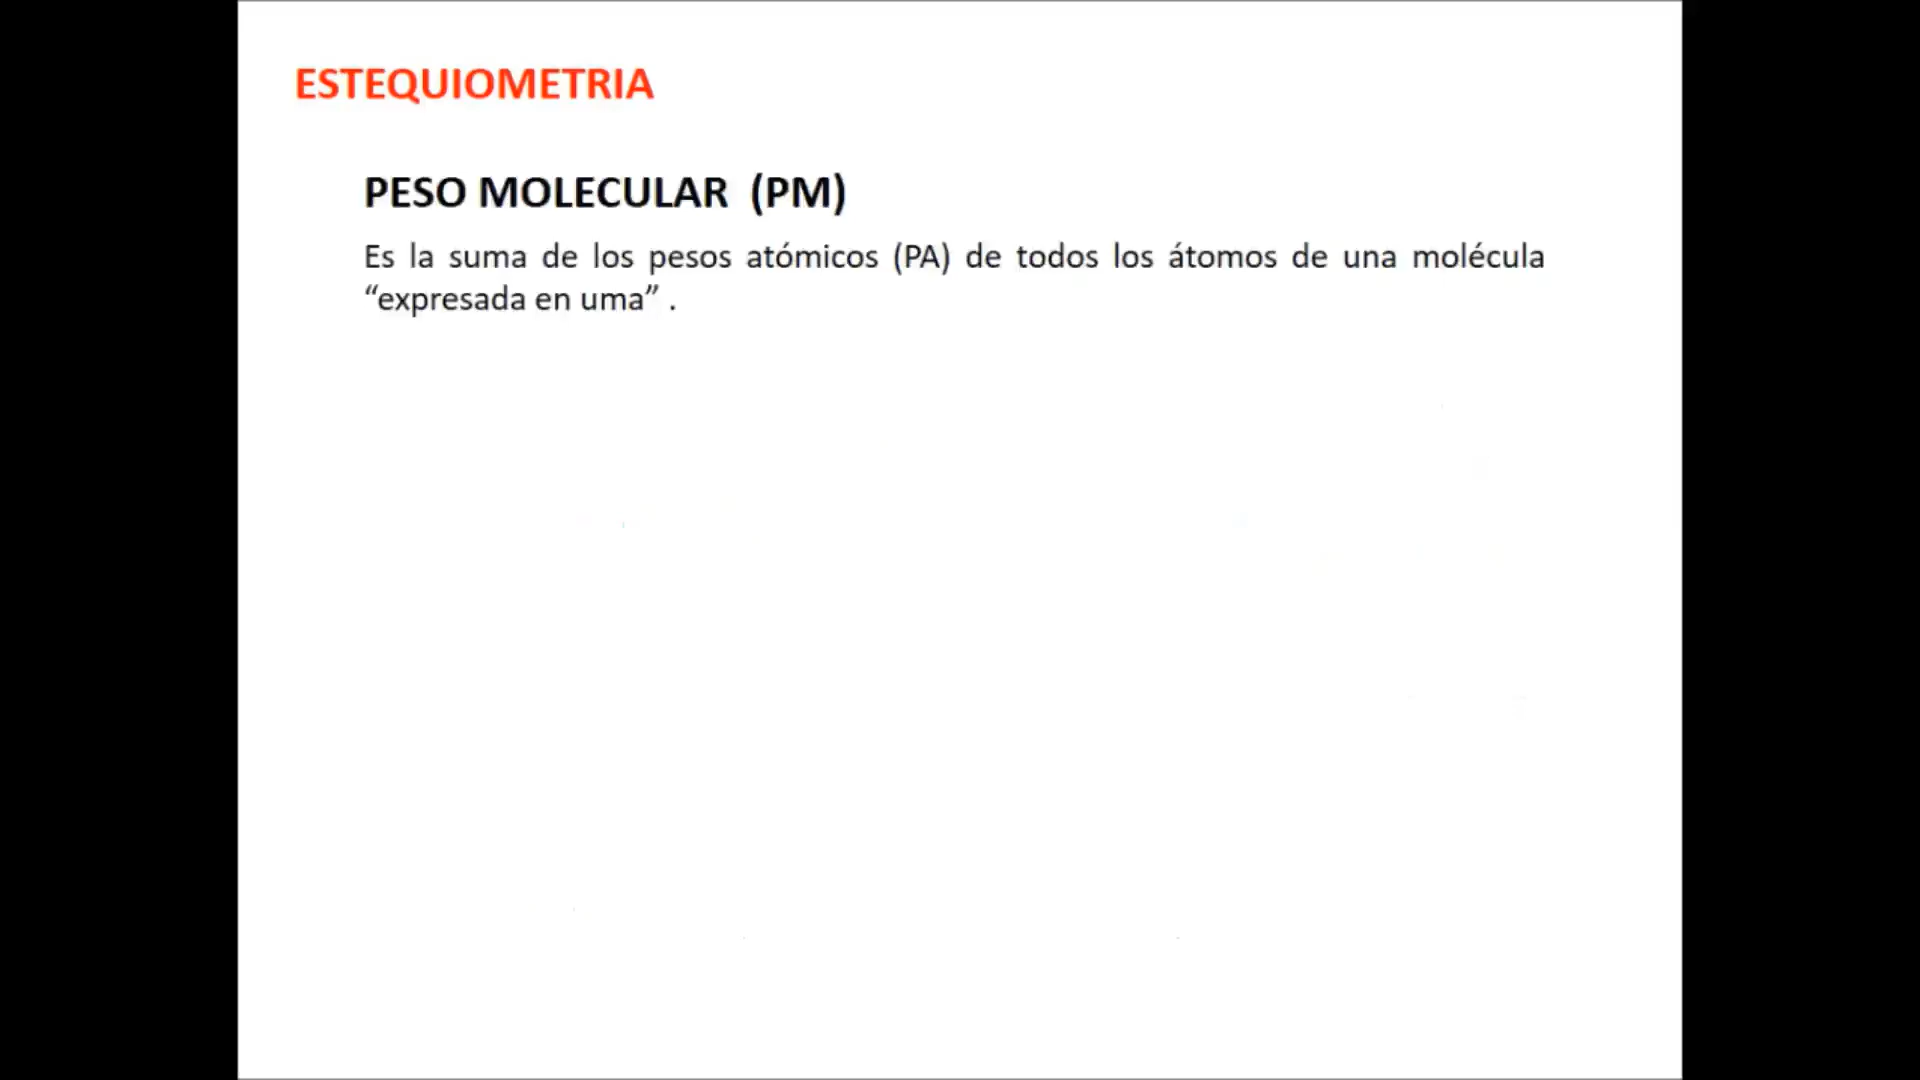 ESTEQUIOMETRIA
PESO MOLECULAR (PM)
Es la suma de los pesos atómicos (PA) de todos los átomos de una molécula
“expresada en uma” .